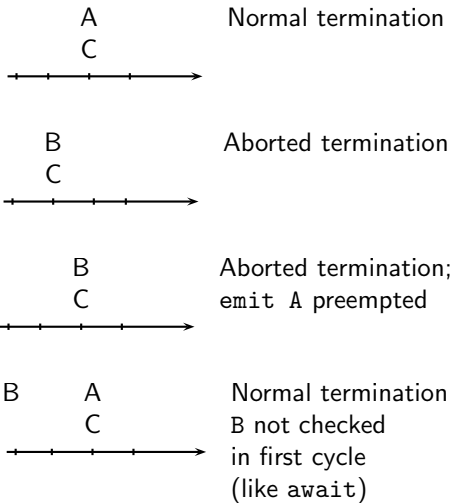 A Normal termination
C
B Aborted termination
C
B Aborted termination;
C emit A preempted
B A Normal termination
C B not checked
in first cycle
(like await)